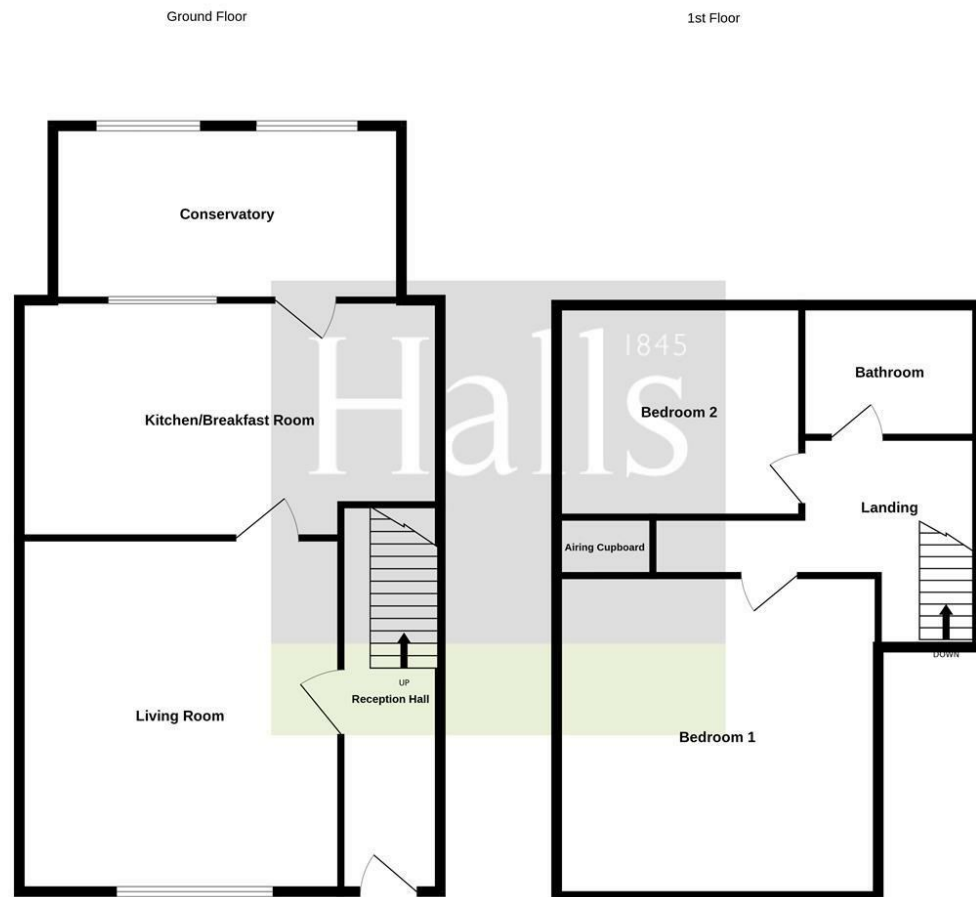 Ground Floor
1st Floor
Conservatory
Kitchen/Breakfast Room
Living Room
UP
Reception Hall
Halls
1845
Bathroom
Bedroom 2
Landing
Airing Cupboard
DOWN
Bedroom 1